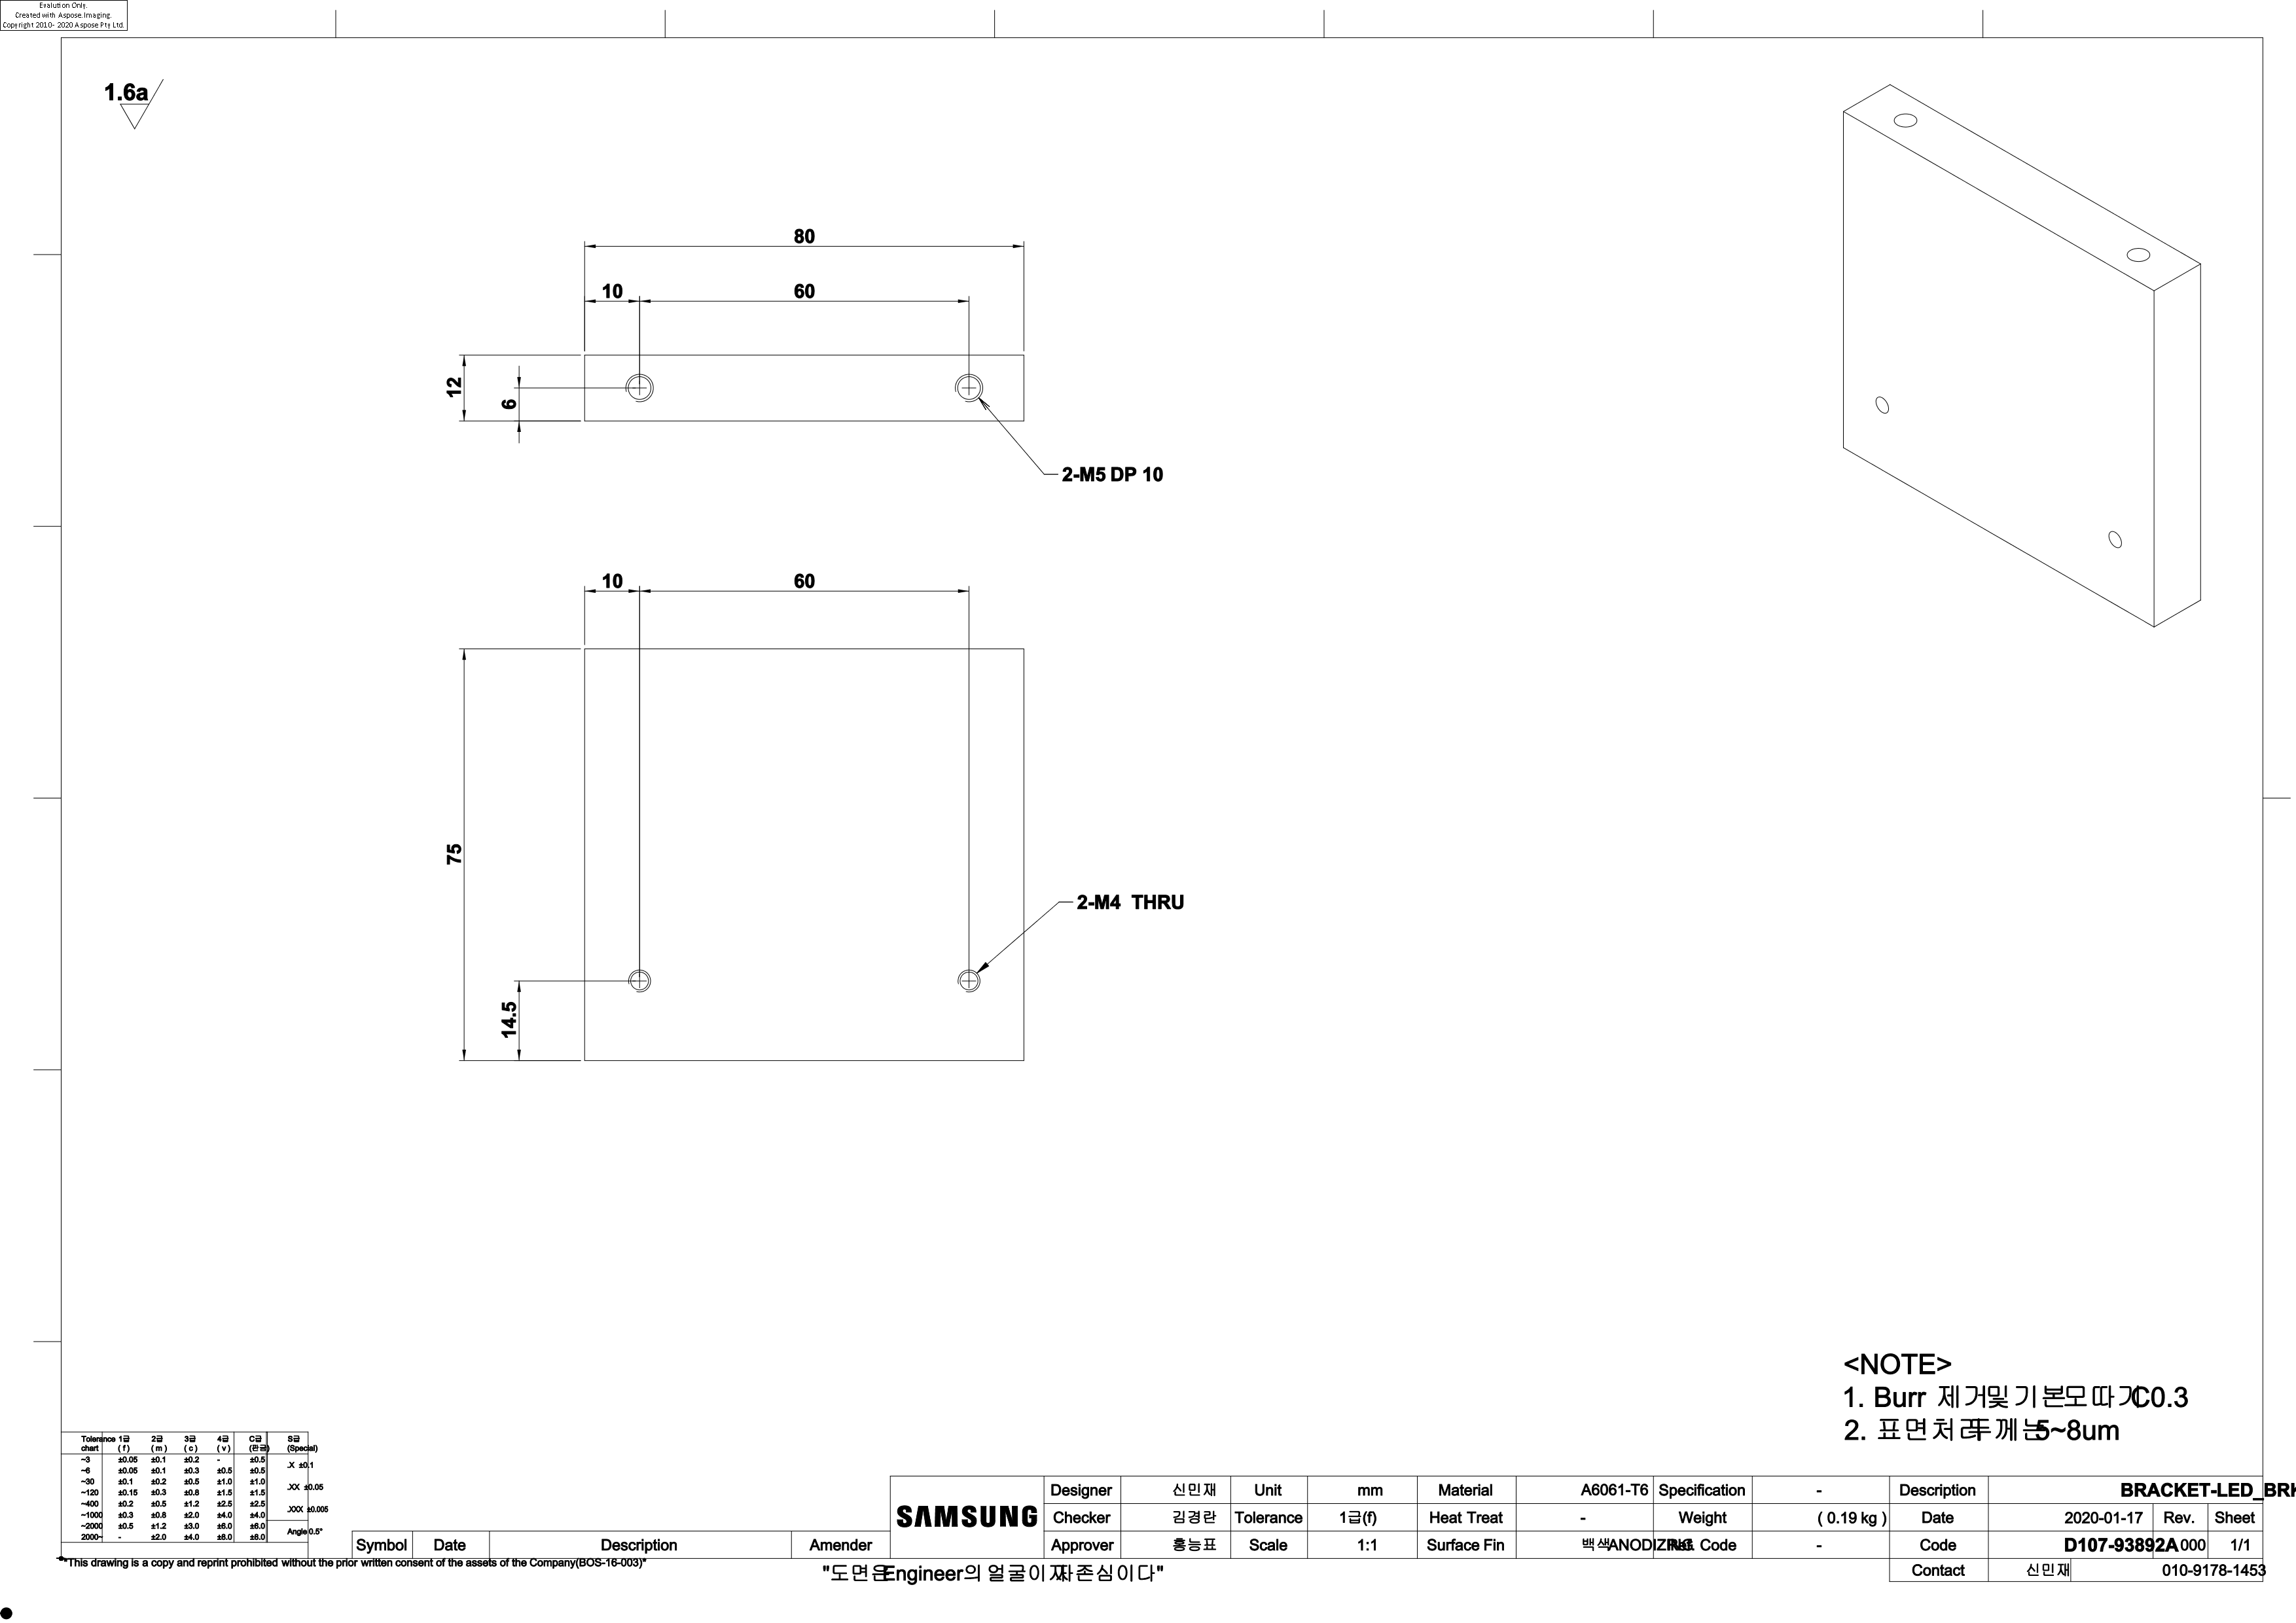 Evalution Only.
Created with Aspose.Imaging.
Copyright 2010- 2020 Aspose Pty Ltd.
1.6a
80
10 60
12
6
2-M5 DP 10
10 60
75
2-M4 THRU
14.5
<NOTE>
1. Burr 제거및 기본모따기C0.3
2. 표면처리두께는5~8um
Tolerance chart 1급 ( f ) 2급 ( m ) 3급 ( c ) 4급 ( v ) C급 (판금) S급 (Special)
~3 ±0.05 ±0.1 ±0.2 - ±0.5
~6 ±0.05 ±0.1 ±0.3 ±0.5 ±0.5
.X ±0.1
~30 ±0.1 ±0.2 ±0.5 ±1.0 ±1.0
~120 ±0.15 ±0.3 ±0.8 ±1.5 ±1.5
.XX ±0.05
~400 ±0.2 ±0.5 ±1.2 ±2.5 ±2.5
~1000 ±0.3 ±0.8 ±2.0 ±4.0 ±4.0
.XXX ±0.005
~2000 ±0.5 ±1.2 ±3.0 ±6.0 ±6.0
2000~ - ±2.0 ±4.0 ±8.0 ±8.0
Angle 0.5°
Symbol Date Description Amender
SAMSUNG
Designer 신민재 Unit mm Material A6061-T6 Specification - Description BRACKET-LED_BRK
Checker 김경란 Tolerance 1급(f) Heat Treat - Weight ( 0.19 kg ) Date 2020-01-17 Rev. Sheet
Approver 홍능표 Scale 1:1 Surface Fin 백색ANODIZING Ref. Code - Code D107-93892A 000 1/1
Contact 신민재 010-9178-1453
"This drawing is a copy and reprint prohibited without the prior written consent of the assets of the Company(BOS-16-003)"
"도면은Engineer의 얼굴이자 자존심이다"